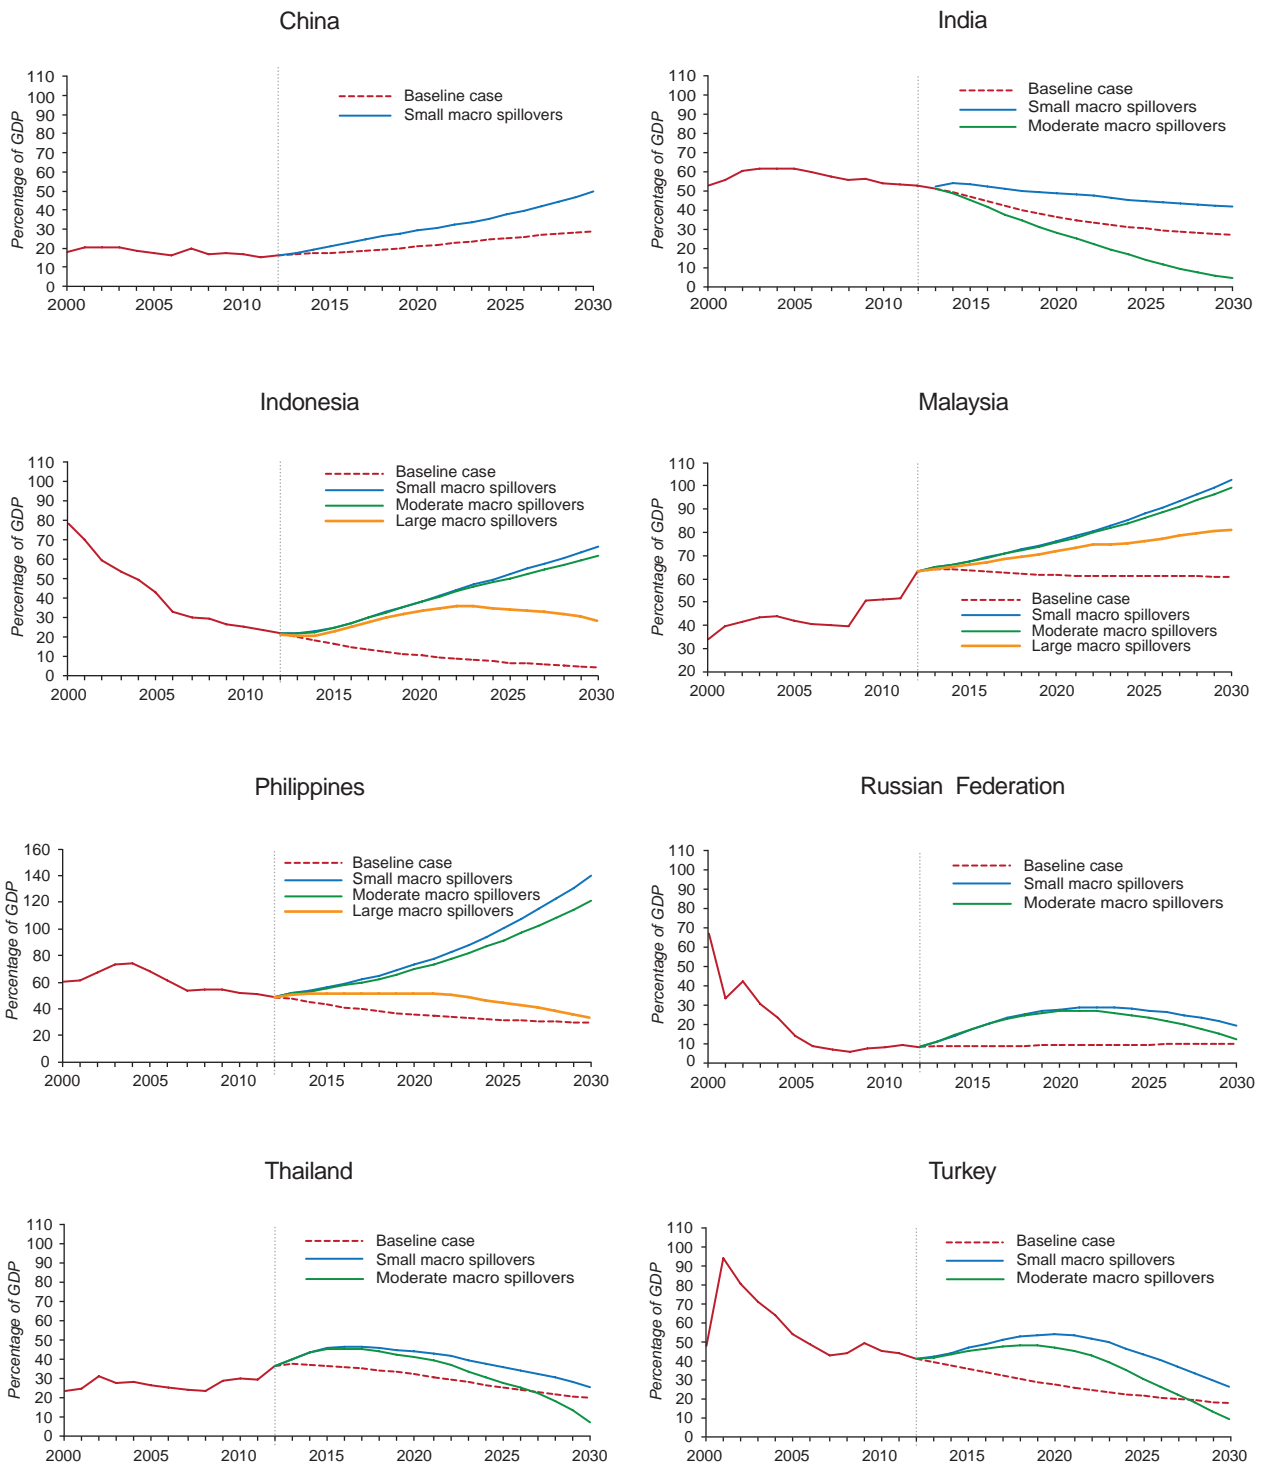 China
Percentage of GDP
110
100
90
80
70
60
50
40
30
20
10
0
2000 2005 2010 2015 2020 2025 2030
Baseline case
Small macro spillovers
India
Percentage of GDP
110
100
90
80
70
60
50
40
30
20
10
0
2000 2005 2010 2015 2020 2025 2030
Baseline case
Small macro spillovers
Moderate macro spillovers
Indonesia
Percentage of GDP
110
100
90
80
70
60
50
40
30
20
10
0
2000 2005 2010 2015 2020 2025 2030
Baseline case
Small macro spillovers
Moderate macro spillovers
Large macro spillovers
Malaysia
Percentage of GDP
110
100
90
80
70
60
50
40
30
20
2000 2005 2010 2015 2020 2025 2030
Baseline case
Small macro spillovers
Moderate macro spillovers
Large macro spillovers
Philippines
Percentage of GDP
160
140
120
100
80
60
40
20
0
2000 2005 2010 2015 2020 2025 2030
Baseline case
Small macro spillovers
Moderate macro spillovers
Large macro spillovers
Russian Federation
Percentage of GDP
110
100
90
80
70
60
50
40
30
20
10
0
2000 2005 2010 2015 2020 2025 2030
Baseline case
Small macro spillovers
Moderate macro spillovers
Thailand
Percentage of GDP
110
100
90
80
70
60
50
40
30
20
10
0
2000 2005 2010 2015 2020 2025 2030
Baseline case
Small macro spillovers
Moderate macro spillovers
Turkey
Percentage of GDP
110
100
90
80
70
60
50
40
30
20
10
0
2000 2005 2010 2015 2020 2025 2030
Baseline case
Small macro spillovers
Moderate macro spillovers